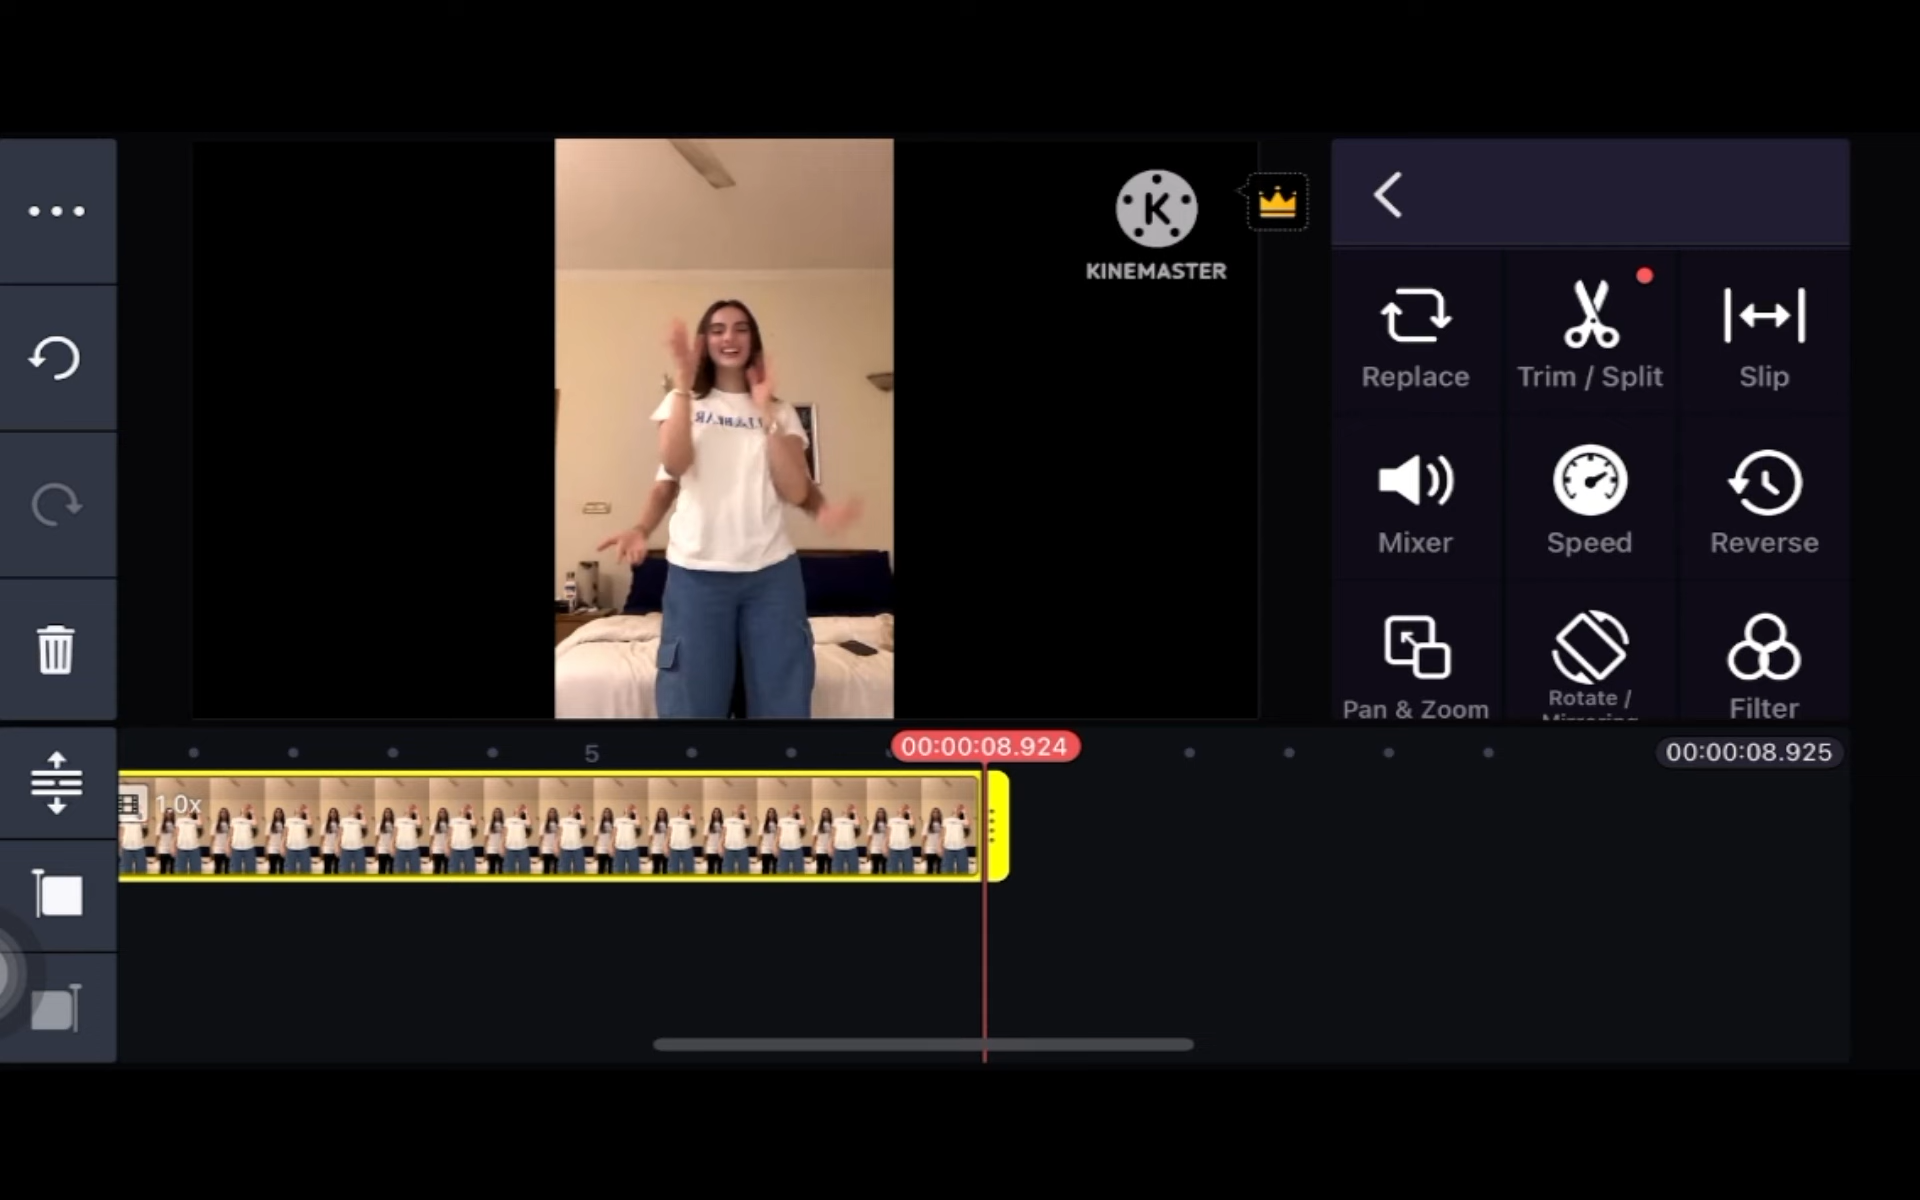 K
KINEMASTER
Replace
Trim / Split
Slip
Mixer
Speed
Reverse
Pan & Zoom
Rotate /
Mirroring
Filter
5
00:00:08.924
00:00:08.925
1.0x